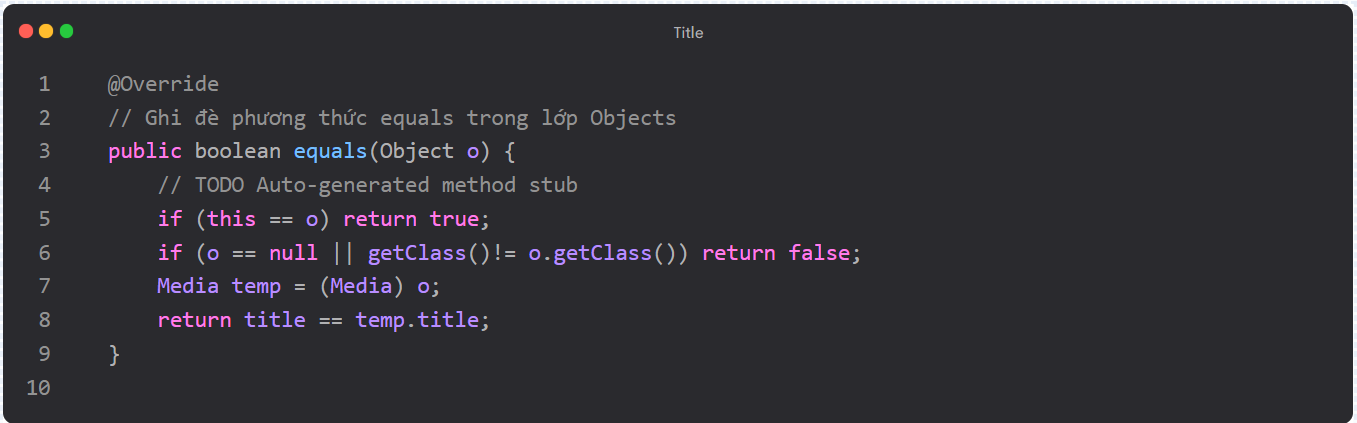 Title
1 @Override
2 // Ghi đè phương thức equals trong lớp Objects
3 public boolean equals(Object o) {
4 // TODO Auto-generated method stub
5 if (this == o) return true;
6 if (o == null || getClass()!= o.getClass()) return false;
7 Media temp = (Media) o;
8 return title == temp.title;
9 }
10